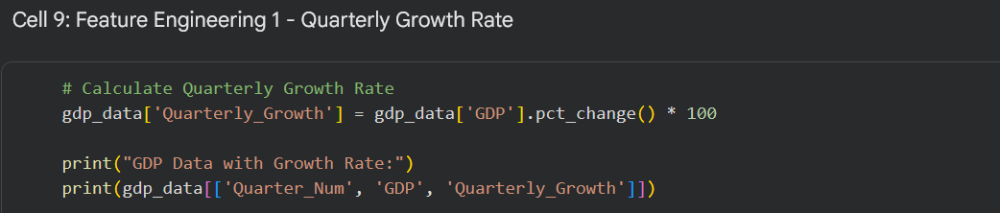 Cell 9: Feature Engineering 1 - Quarterly Growth Rate
# Calculate Quarterly Growth Rate
gdp_data['Quarterly_Growth'] = gdp_data['GDP'].pct_change() * 100
print("GDP Data with Growth Rate:")
print(gdp_data[['Quarter_Num', 'GDP', 'Quarterly_Growth']])